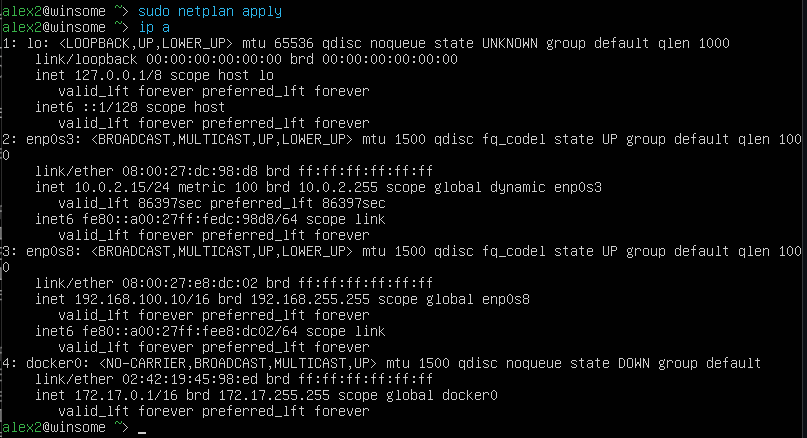 alex2@winsome ~> sudo netplan apply
alex2@winsome ~> ip a
1: lo: <LOOPBACK,UP,LOWER_UP> mtu 65536 qdisc noqueue state UNKNOWN group default qlen 1000
    link/loopback 00:00:00:00:00:00 brd 00:00:00:00:00:00
    inet 127.0.0.1/8 scope host lo
       valid_lft forever preferred_lft forever
    inet6 ::1/128 scope host
       valid_lft forever preferred_lft forever
2: enp0s3: <BROADCAST,MULTICAST,UP,LOWER_UP> mtu 1500 qdisc fq_codel state UP group default qlen 100
0
    link/ether 08:00:27:dc:98:d8 brd ff:ff:ff:ff:ff:ff
    inet 10.0.2.15/24 metric 100 brd 10.0.2.255 scope global dynamic enp0s3
       valid_lft 86397sec preferred_lft 86397sec
    inet6 fe80::a00:27ff:fedc:98d8/64 scope link
       valid_lft forever preferred_lft forever
3: enp0s8: <BROADCAST,MULTICAST,UP,LOWER_UP> mtu 1500 qdisc fq_codel state UP group default qlen 100
0
    link/ether 08:00:27:e8:dc:02 brd ff:ff:ff:ff:ff:ff
    inet 192.168.100.10/16 brd 192.168.255.255 scope global enp0s8
       valid_lft forever preferred_lft forever
    inet6 fe80::a00:27ff:fee8:dc02/64 scope link
       valid_lft forever preferred_lft forever
4: docker0: <NO-CARRIER,BROADCAST,MULTICAST,UP> mtu 1500 qdisc noqueue state DOWN group default
    link/ether 02:42:19:45:98:ed brd ff:ff:ff:ff:ff:ff
    inet 172.17.0.1/16 brd 172.17.255.255 scope global docker0
       valid_lft forever preferred_lft forever
alex2@winsome ~> _